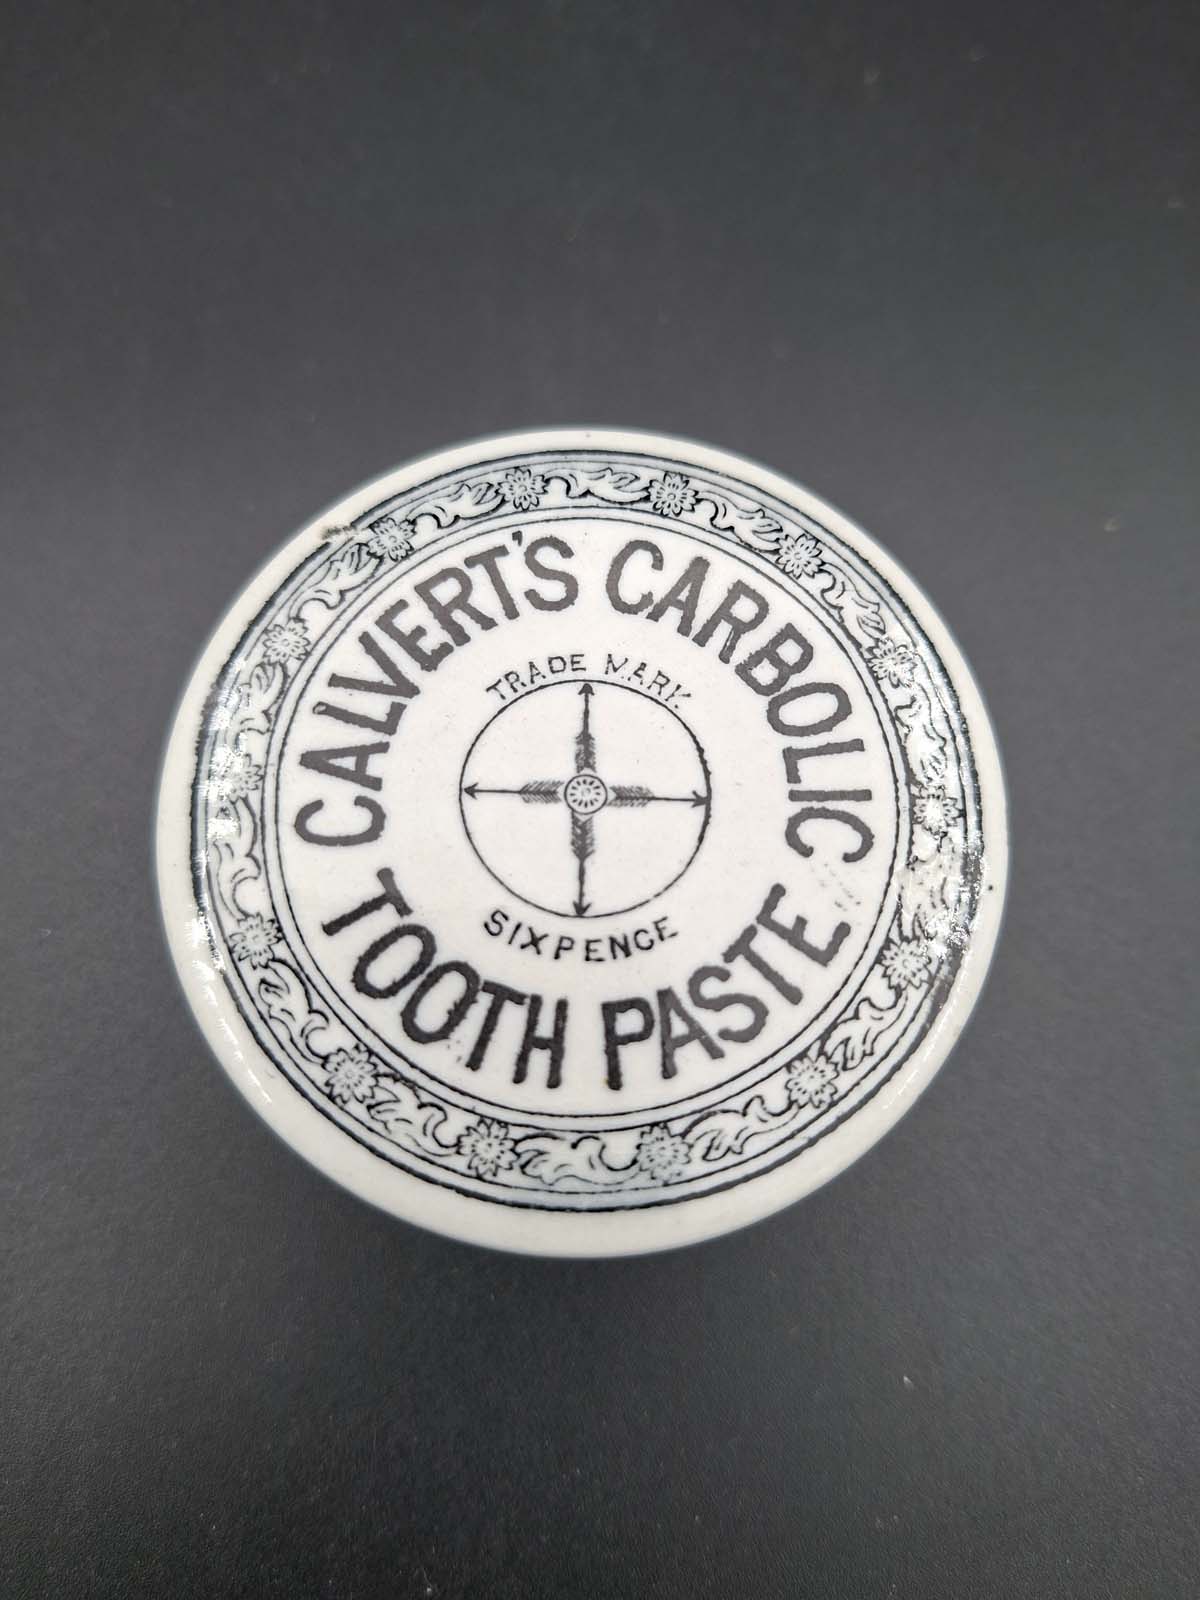 CALVERT'S CARBOLIC
TRADE MARK
SIXPENCE
TOOTH PASTE